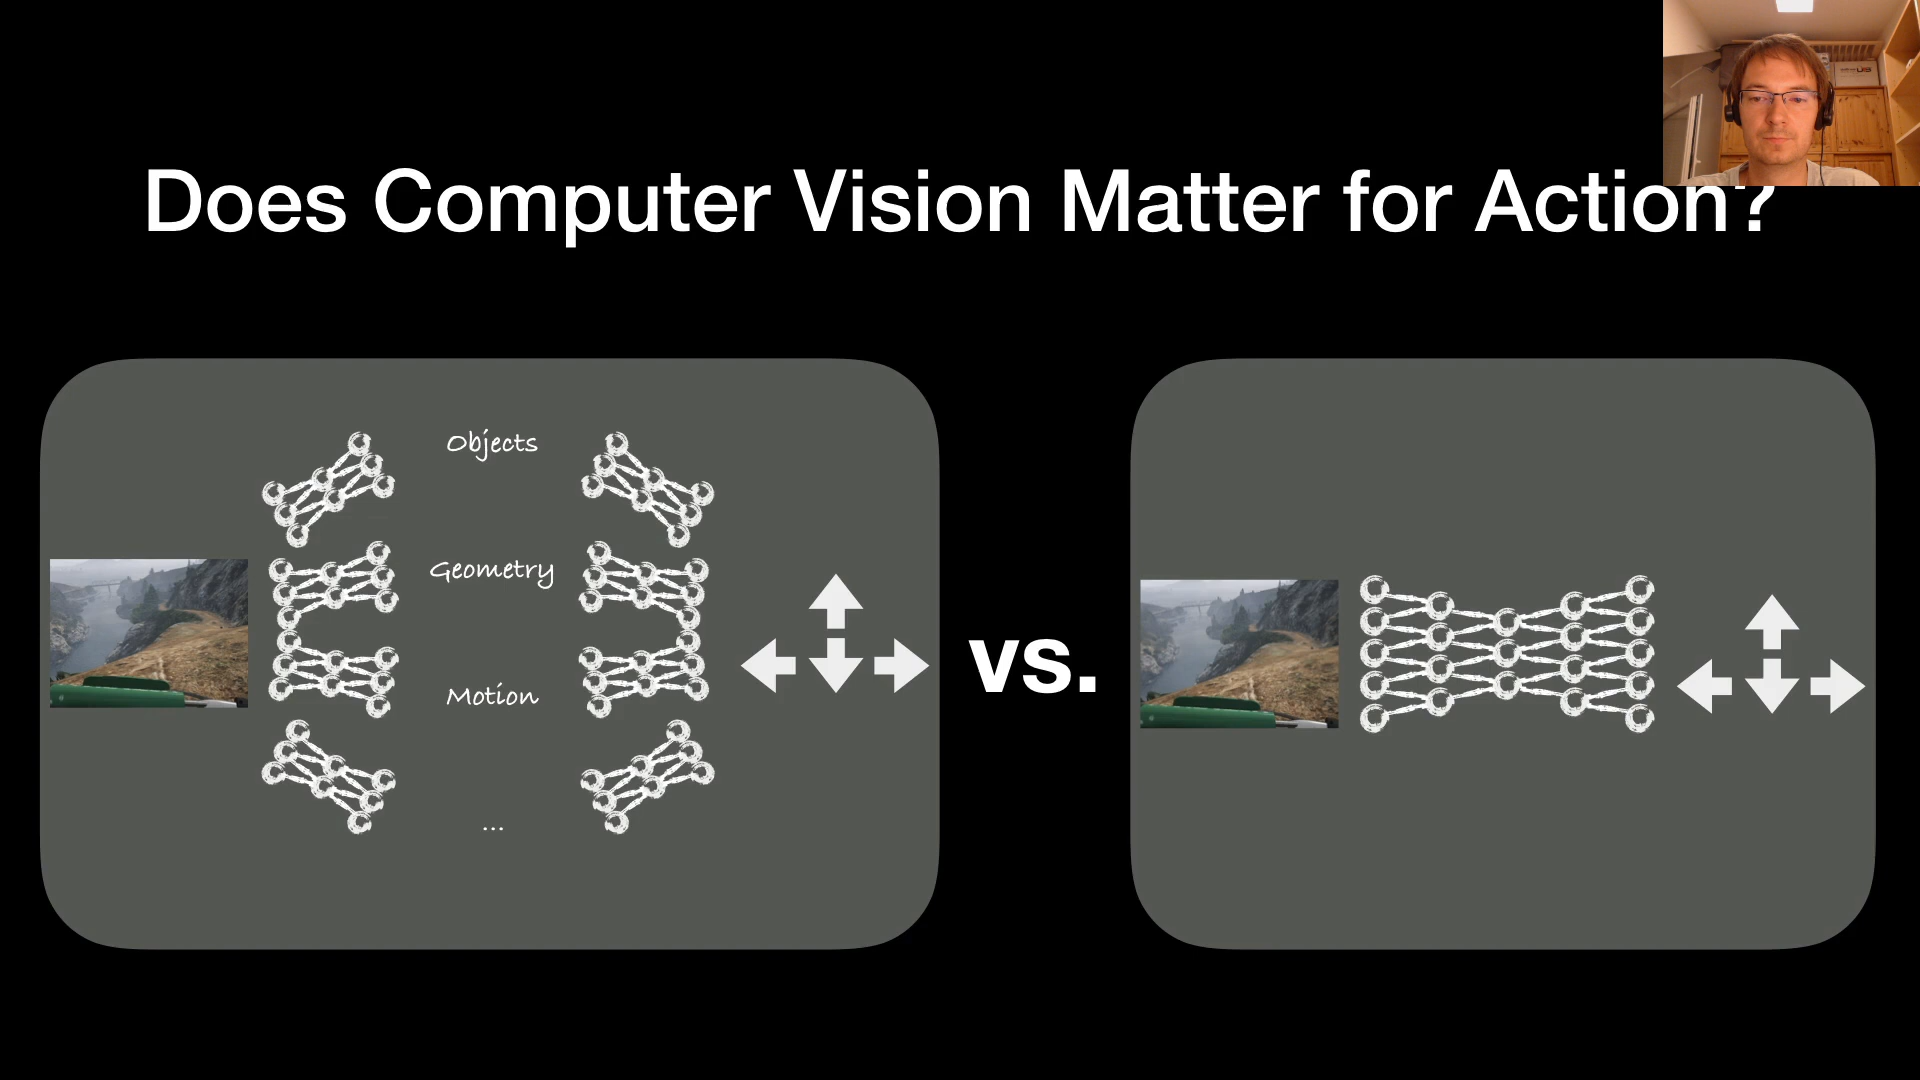 Does Computer Vision Matter for Action?
Objects
Geometry
Motion
...
vs.